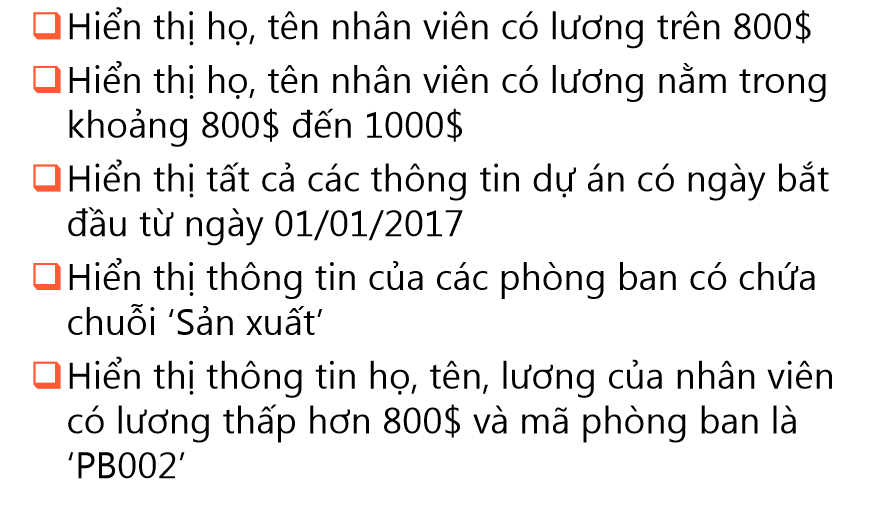 Hiển thị họ, tên nhân viên có lương trên 800$
Hiển thị họ, tên nhân viên có lương nằm trong
khoảng 800$ đến 1000$
Hiển thị tất cả các thông tin dự án có ngày bắt
đầu từ ngày 01/01/2017
Hiển thị thông tin của các phòng ban có chứa
chuỗi ‘Sản xuất’
Hiển thị thông tin họ, tên, lương của nhân viên
có lương thấp hơn 800$ và mã phòng ban là
‘PB002’